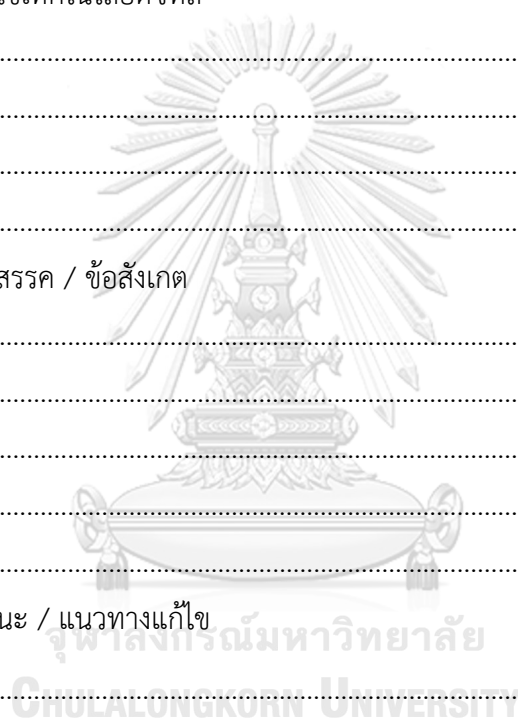 สรรค / ข้อสังเกต
นะ / แนวทางแก้ไข
จุฬาลงกรณ์มหาวิทยาลัย
CHULALONGKORN UNIVERSITY